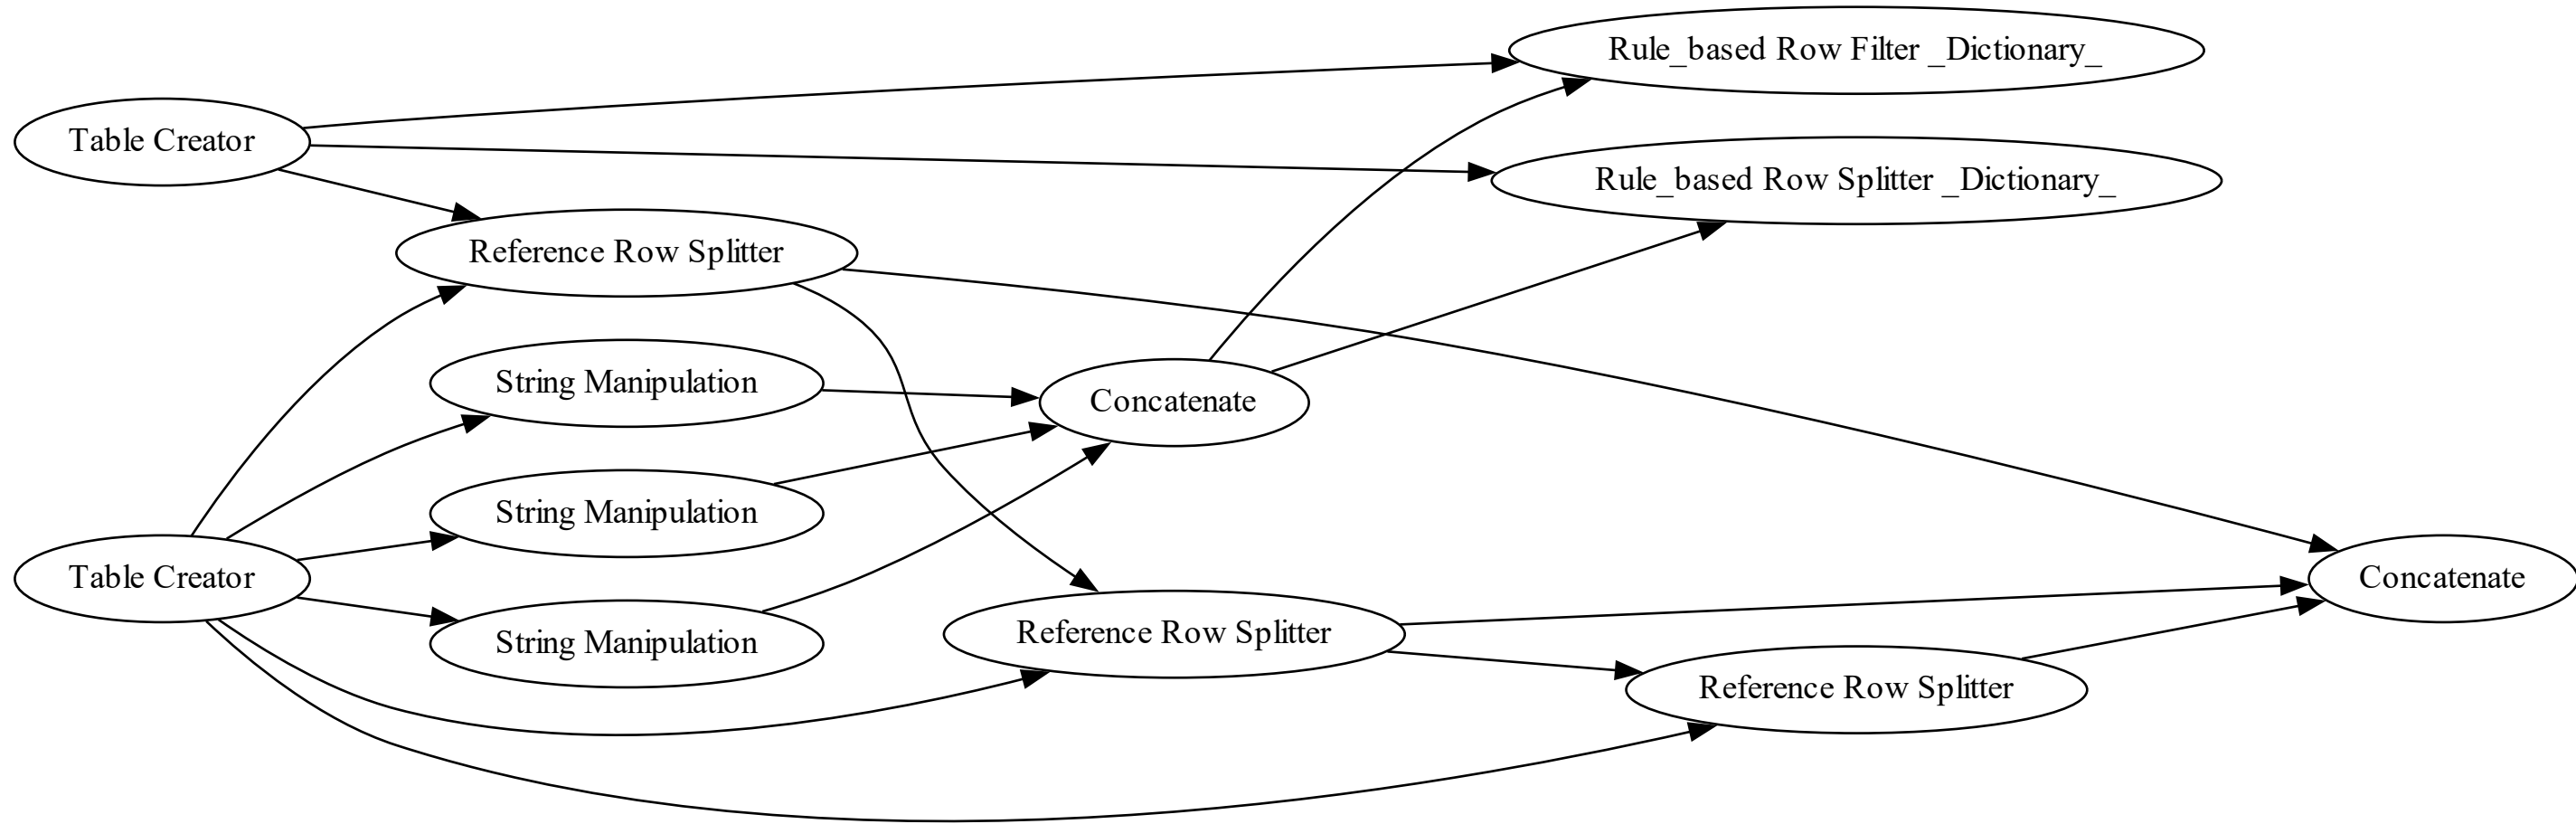 Rule_based Row Filter _Dictionary_
Table Creator
Rule_based Row Splitter _Dictionary_
Reference Row Splitter
String Manipulation
Concatenate
String Manipulation
Table Creator
Concatenate
String Manipulation
Reference Row Splitter
Reference Row Splitter